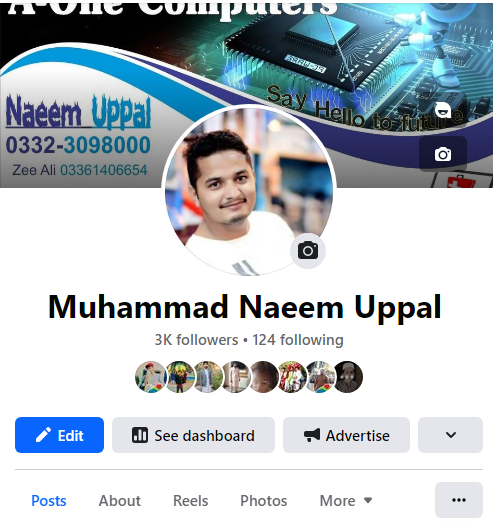 A-One Computers
Naeem Uppal
0332-3098000
Zee Ali 03361406654
Say Hello to future
Muhammad Naeem Uppal
3K followers • 124 following
Edit
See dashboard
Advertise
Posts
About
Reels
Photos
More